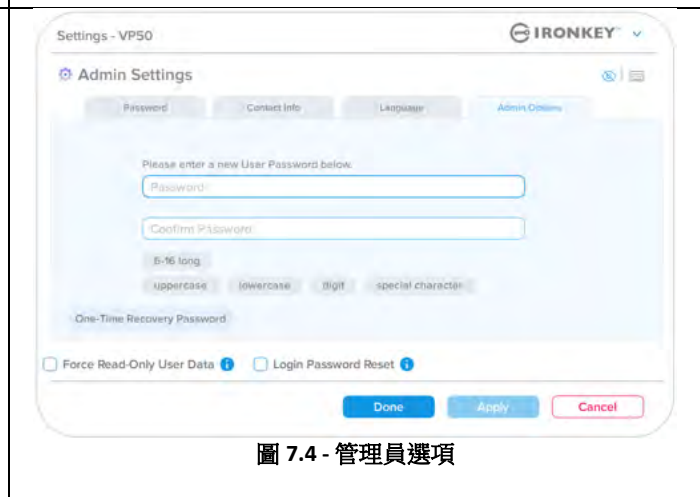 Settings - VP50
IRONKEY
Admin Settings
Password Contact Info Language Admin Options
Please enter a new User Password below.
Password
Confirm Password
6-16 long
uppercase lowercase digit special character
One-Time Recovery Password
Force Read-Only User Data Login Password Reset
Done Apply Cancel
圖 7.4 - 管理員選項